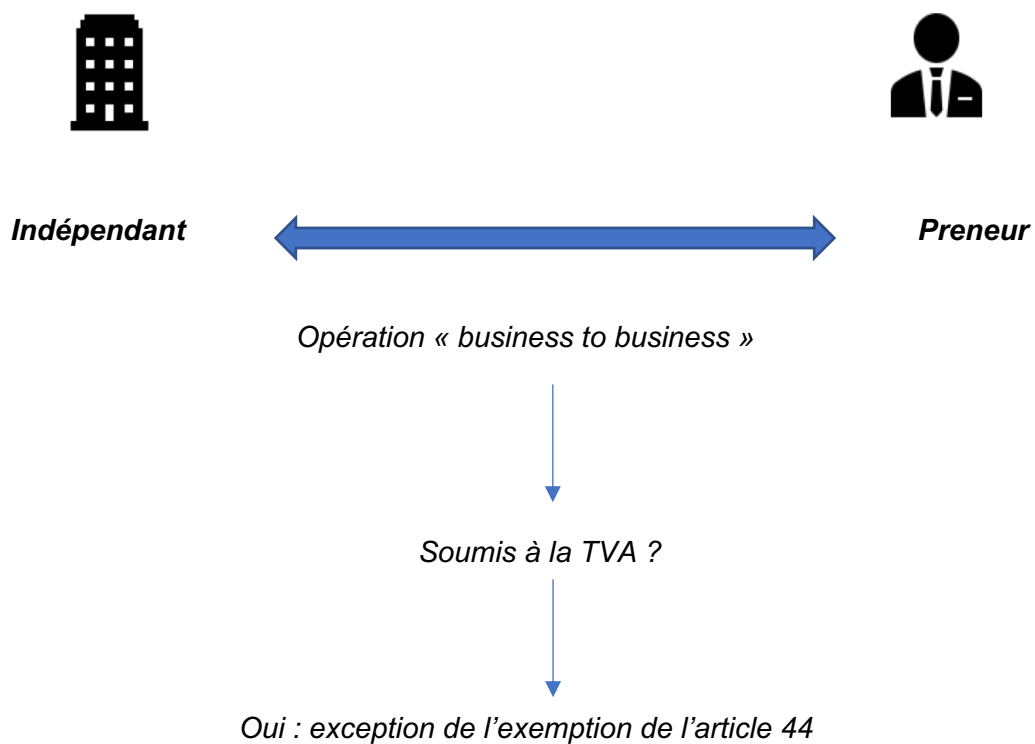 Indépendant
Preneur
Opération « business to business »
Soumis à la TVA ?
Oui : exception de l’exemption de l’article 44